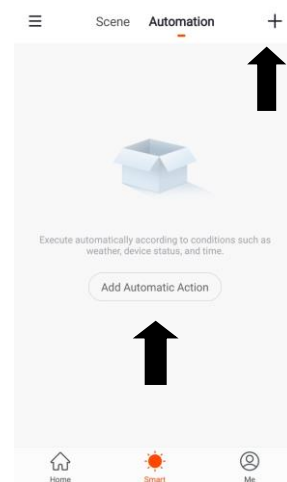 Scene Automation
Execute automatically according to conditions such as
weather, device status, and time.
Add Automatic Action
Home Smart Me